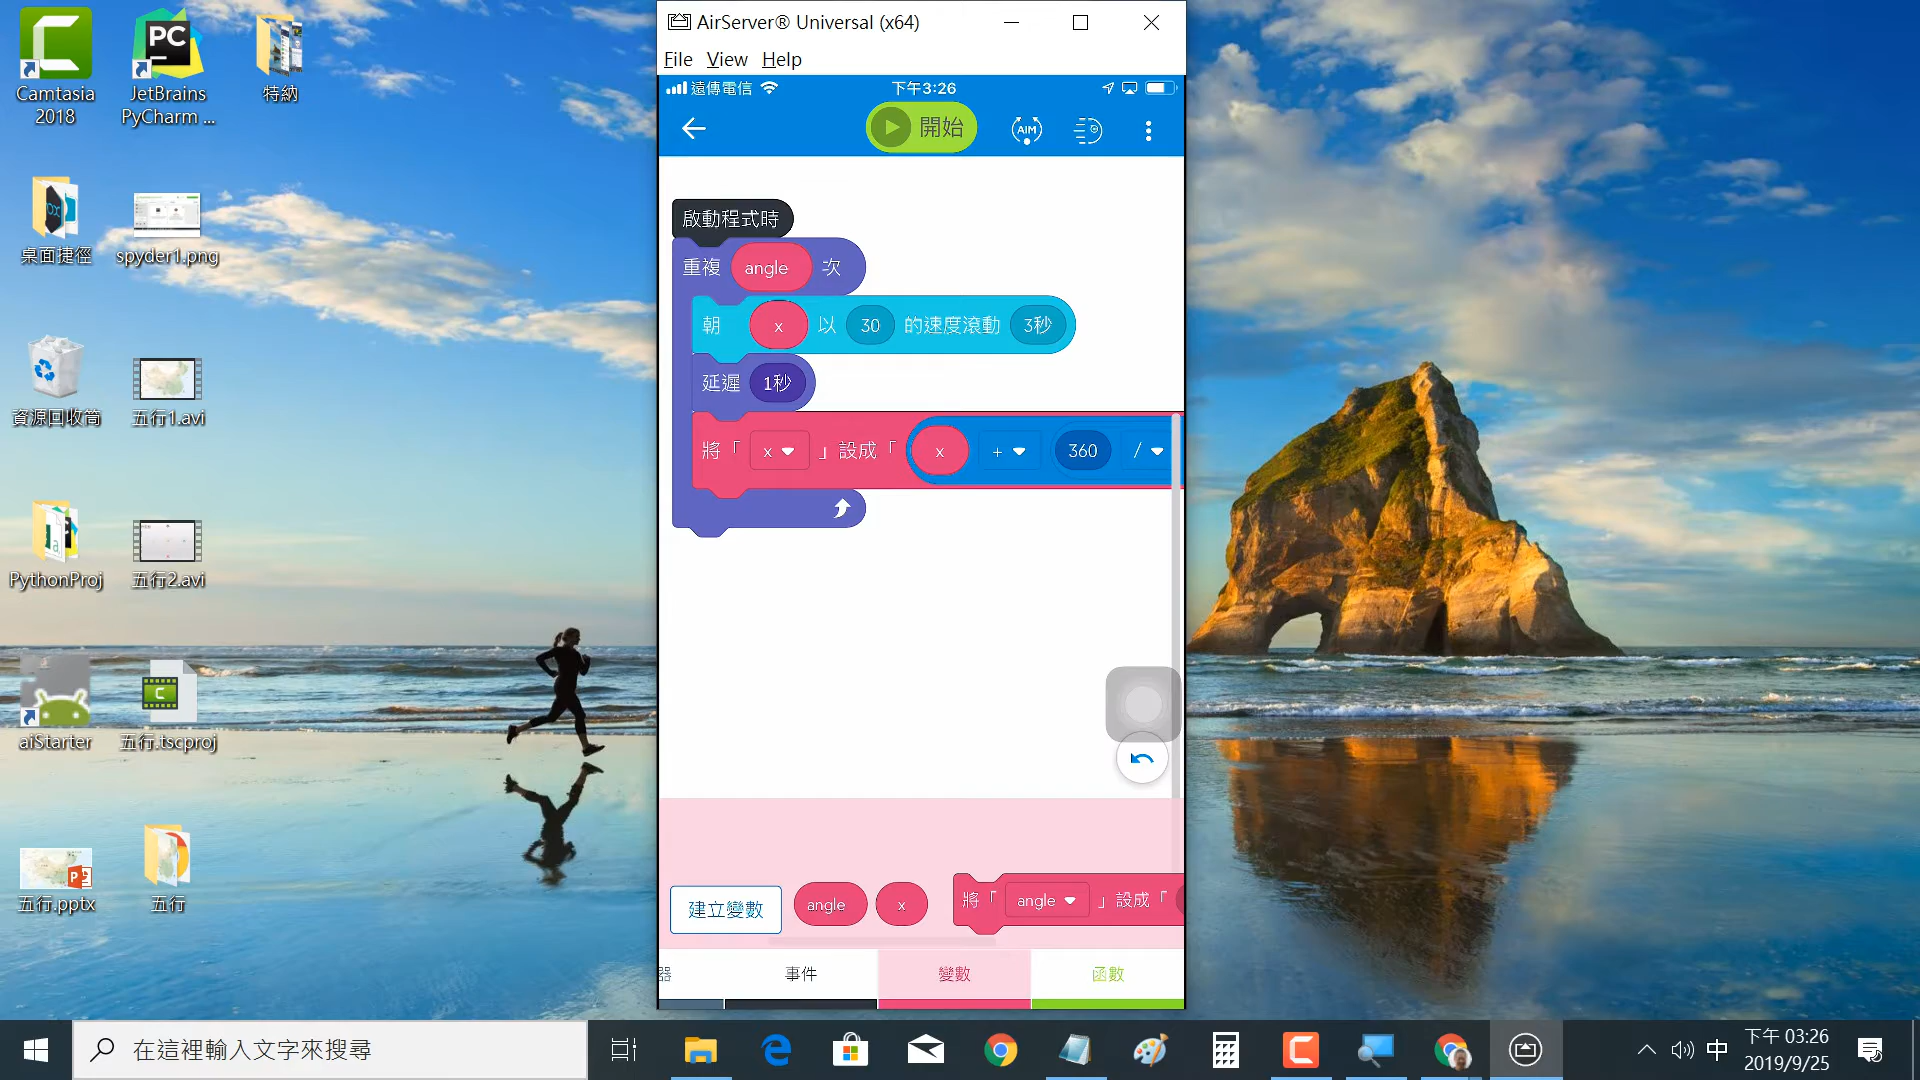 Camtasia
2018
JetBrains
PyCharm ...
特納
桌面捷徑
spyder1.png
資源回收筒
五行1.avi
PythonProj
五行2.avi
aiStarter
五行.tscproj
五行.pptx
五行
AirServer® Universal (x64)
File View Help
遠傳電信 下午3:26
開始
AIM
啟動程式時
重複 angle 次
朝 x 以 30 的速度滾動 3秒
延遲 1秒
將「 x 」設成「 x + 360 /
建立變數 angle x 將「 angle 」設成「
器 事件 變數 函數
在這裡輸入文字來搜尋
中
下午 03:26
2019/9/25